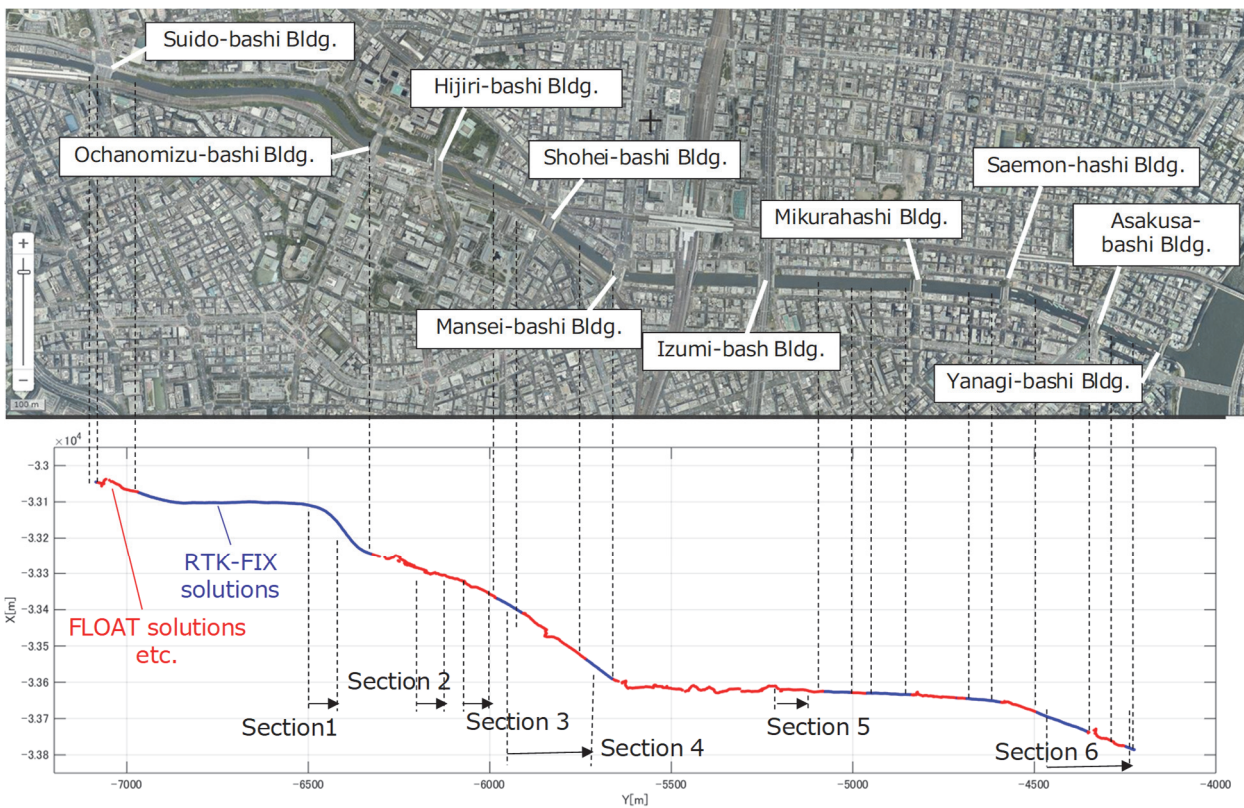 Suido-bashi Bldg.
Hijiri-bashi Bldg.
Ochanomizu-bashi Bldg.
Shohei-bashi Bldg.
Saemon-hashi Bldg.
Mikurahashi Bldg.
Asakusa-
bashi Bldg.
Mansei-bashi Bldg.
Izumi-bash Bldg.
Yanagi-bashi Bldg.
+
−
100 m
×10⁴
−3.3
−3.31
−3.32
−3.33
−3.34
−3.35
−3.36
−3.37
−3.38
X[m]
RTK-FIX
solutions
FLOAT solutions
etc.
Section1
Section 2
Section 3
Section 4
Section 5
Section 6
−7000
−6500
−6000
−5500
−5000
−4500
−4000
Y[m]